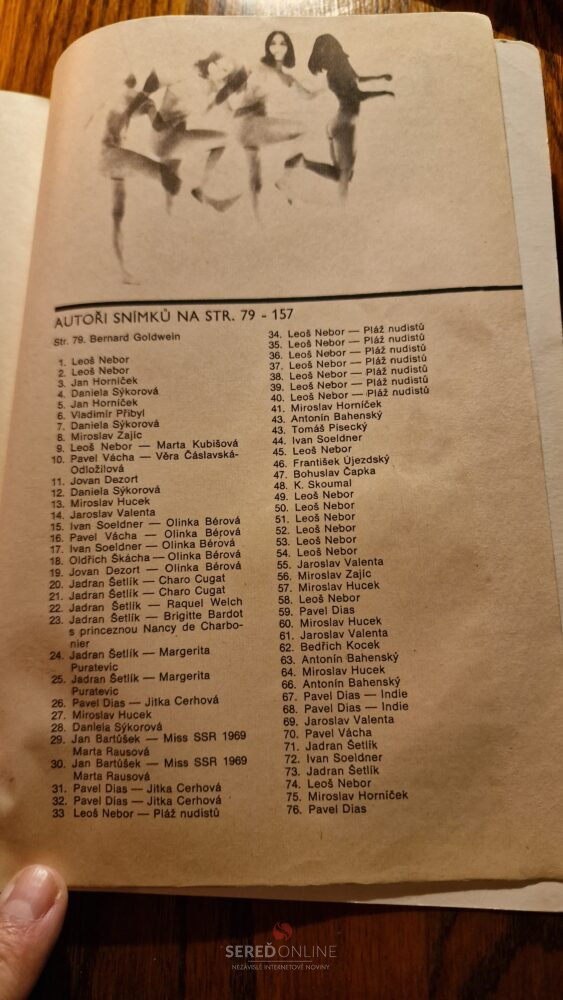 AUTOŘI SNÍMKŮ NA STR. 79 - 157
Str. 79. Bernard Goldwein
1. Leoš Nebor
2. Leoš Nebor
3. Jan Horníček
4. Daniela Sýkorová
5. Jan Horníček
6. Vladimír Přibyl
7. Daniela Sýkorová
8. Miroslav Zajíc
9. Leoš Nebor — Marta Kubišová
10. Pavel Vácha — Věra Čáslavská-
Odložilová
11. Jovan Dezort
12. Daniela Sýkorová
13. Miroslav Hucek
14. Jaroslav Valenta
15. Ivan Soeldner — Olinka Bérová
16. Pavel Vácha — Olinka Bérová
17. Ivan Soeldner — Olinka Bérová
18. Oldřich Škácha — Olinka Bérová
19. Jovan Dezort — Olinka Bérová
20. Jadran Šetlík — Charo Cugat
21. Jadran Šetlík — Charo Cugat
22. Jadran Šetlík — Raquel Welch
23. Jadran Šetlík — Brigitte Bardot
s princeznou Nancy de Charbo-
nier
24. Jadran Šetlík — Margerita
Puratevic
25. Jadran Šetlík — Margerita
Puratevic
26. Pavel Dias — Jitka Cerhová
27. Miroslav Hucek
28. Daniela Sýkorová
29. Jan Bartůšek — Miss SSR 1969
Marta Rausová
30. Jan Bartůšek — Miss SSR 1969
Marta Rausová
31. Pavel Dias — Jitka Cerhová
32. Pavel Dias — Jitka Cerhová
33 Leoš Nebor — Pláž nudistů
34. Leoš Nebor — Pláž nudistů
35. Leoš Nebor — Pláž nudistů
36. Leoš Nebor — Pláž nudistů
37. Leoš Nebor — Pláž nudistů
38. Leoš Nebor — Pláž nudistů
39. Leoš Nebor — Pláž nudistů
40. Leoš Nebor — Pláž nudistů
41. Miroslav Horníček
43. Antonín Bahenský
43. Tomáš Písecký
44. Ivan Soeldner
45. Leoš Nebor
46. František Újezdský
47. Bohuslav Čapka
48. K. Skoumal
49. Leoš Nebor
50. Leoš Nebor
51. Leoš Nebor
52. Leoš Nebor
53. Leoš Nebor
54. Leoš Nebor
55. Jaroslav Valenta
56. Miroslav Zajíc
57. Miroslav Hucek
58. Leoš Nebor
59. Pavel Dias
60. Miroslav Hucek
61. Jaroslav Valenta
62. Bedřich Kocek
63. Antonín Bahenský
64. Miroslav Hucek
66. Antonín Bahenský
67. Pavel Dias — Indie
68. Pavel Dias — Indie
69. Jaroslav Valenta
70. Pavel Vácha
71. Jadran Šetlík
72. Ivan Soeldner
73. Jadran Šetlík
74. Leoš Nebor
75. Miroslav Horníček
76. Pavel Dias
SEREĎONLINE
NEZÁVISLÉ INTERNETOVÉ NOVINY